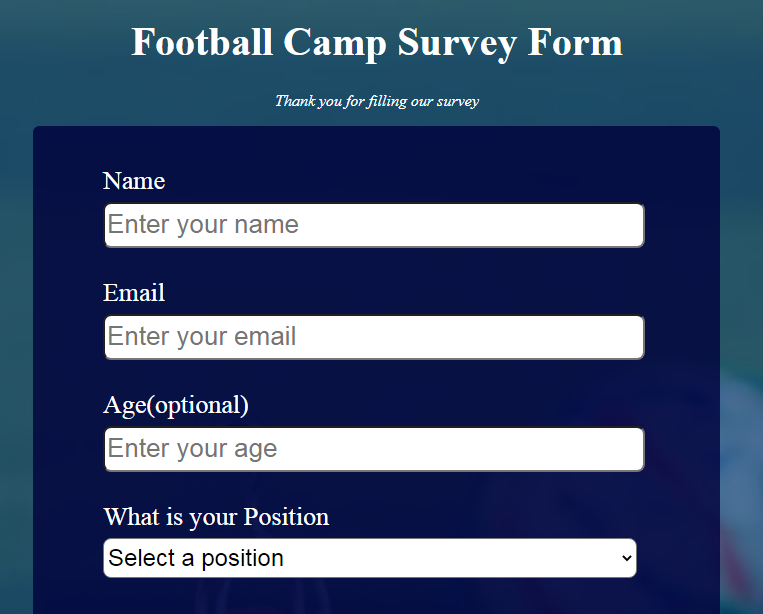 Football Camp Survey Form
Thank you for filling our survey
Name
Enter your name
Email
Enter your email
Age(optional)
Enter your age
What is your Position
Select a position